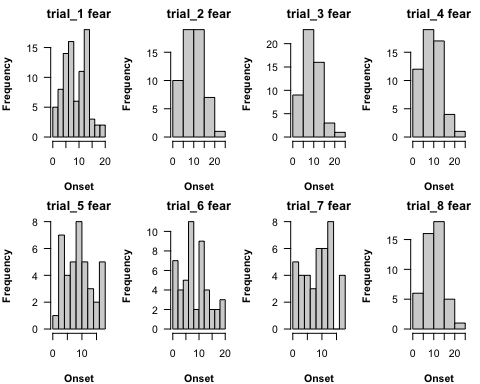 trial_1 fear trial_2 fear trial_3 fear trial_4 fear
Frequency Frequency Frequency Frequency
15 15 20 15
10 10 15 10
5 5 10 5
0 0 5 0
0
0 5 10 20 0 10 20 0 10 20 0 10 20
Onset Onset Onset Onset
trial_5 fear trial_6 fear trial_7 fear trial_8 fear
Frequency Frequency Frequency Frequency
8 10 8 15
6 8 6 10
4 6 4 5
2 4 2 0
0 2 0
0
0 10 0 5 10 20 0 10 0 10 20
Onset Onset Onset Onset